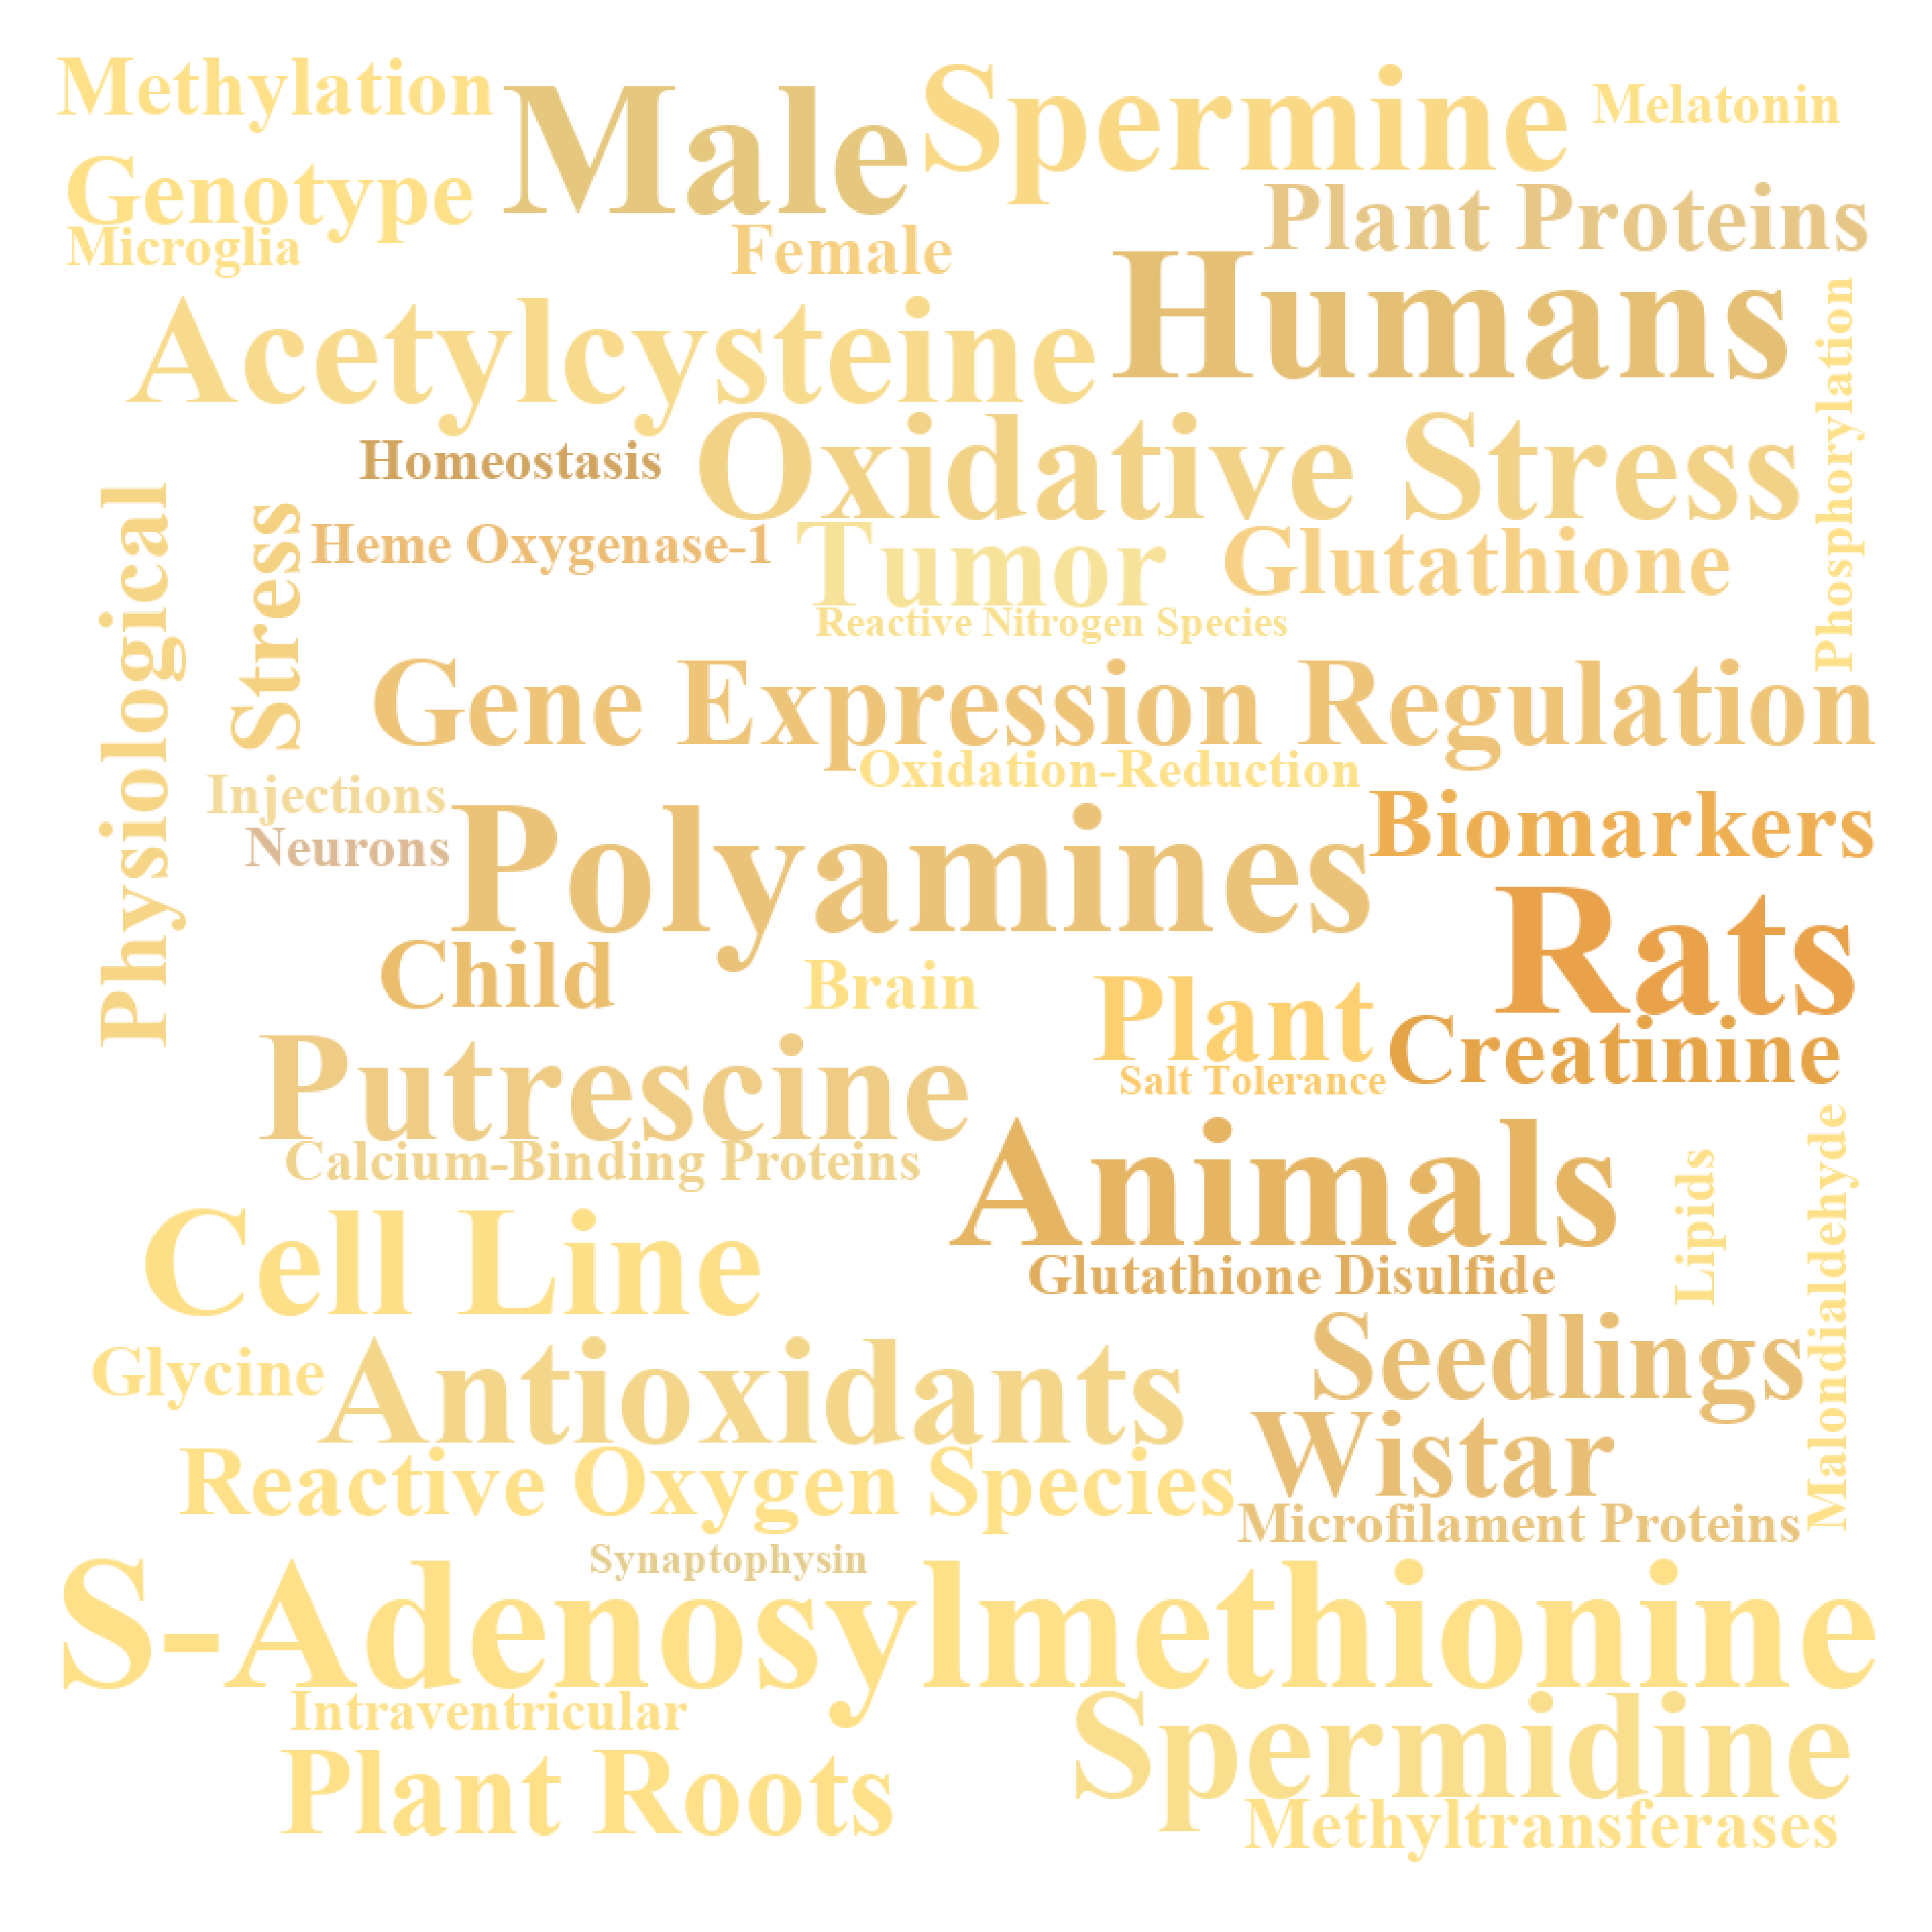 Methylation
Male
Spermine
Melatonin
Genotype
Plant Proteins
Microglia
Female
Humans
Acetylcysteine
Phosphorylation
Homeostasis
Oxidative Stress
Physiological
Stress
Heme Oxygenase-1
Tumor
Glutathione
Reactive Nitrogen Species
Gene Expression Regulation
Oxidation-Reduction
Injections
Biomarkers
Neurons
Polyamines
Rats
Child
Brain
Plant
Creatinine
Putrescine
Salt Tolerance
Calcium-Binding Proteins
Animals
Lipids
Malondialdehyde
Cell Line
Glutathione Disulfide
Glycine
Antioxidants
Seedlings
Wistar
Reactive Oxygen Species
Microfilament Proteins
Synaptophysin
S-Adenosylmethionine
Intraventricular
Spermidine
Plant Roots
Methyltransferases